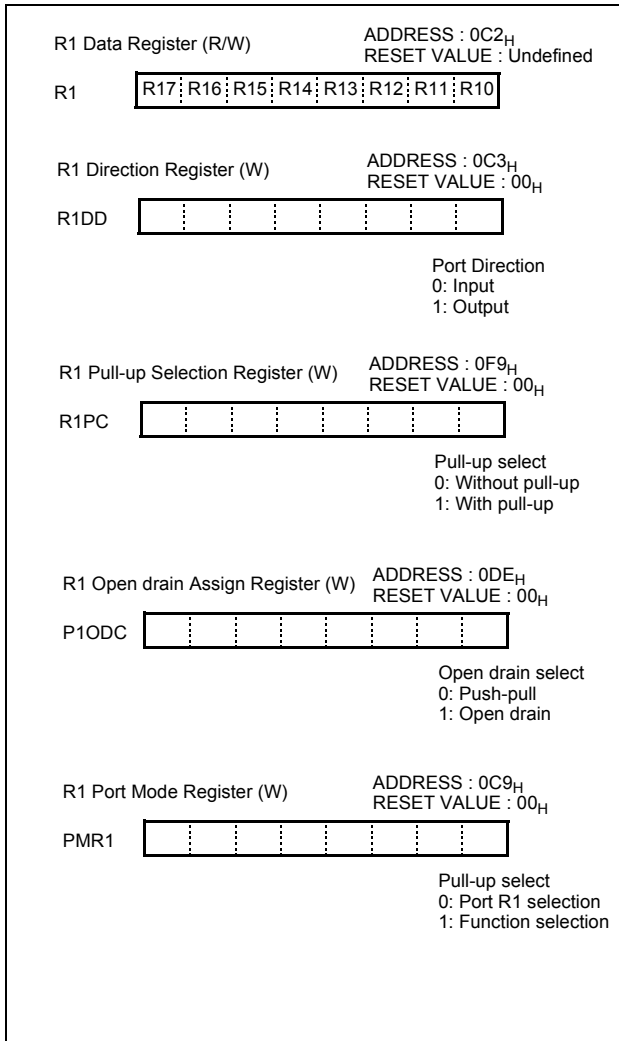 R1 Data Register (R/W)
ADDRESS : 0C2H
RESET VALUE : Undefined
R1
R17 R16 R15 R14 R13 R12 R11 R10
R1 Direction Register (W)
ADDRESS : 0C3H
RESET VALUE : 00H
R1DD
Port Direction
0: Input
1: Output
R1 Pull-up Selection Register (W)
ADDRESS : 0F9H
RESET VALUE : 00H
R1PC
Pull-up select
0: Without pull-up
1: With pull-up
R1 Open drain Assign Register (W)
ADDRESS : 0DEH
RESET VALUE : 00H
P1ODC
Open drain select
0: Push-pull
1: Open drain
R1 Port Mode Register (W)
ADDRESS : 0C9H
RESET VALUE : 00H
PMR1
Pull-up select
0: Port R1 selection
1: Function selection